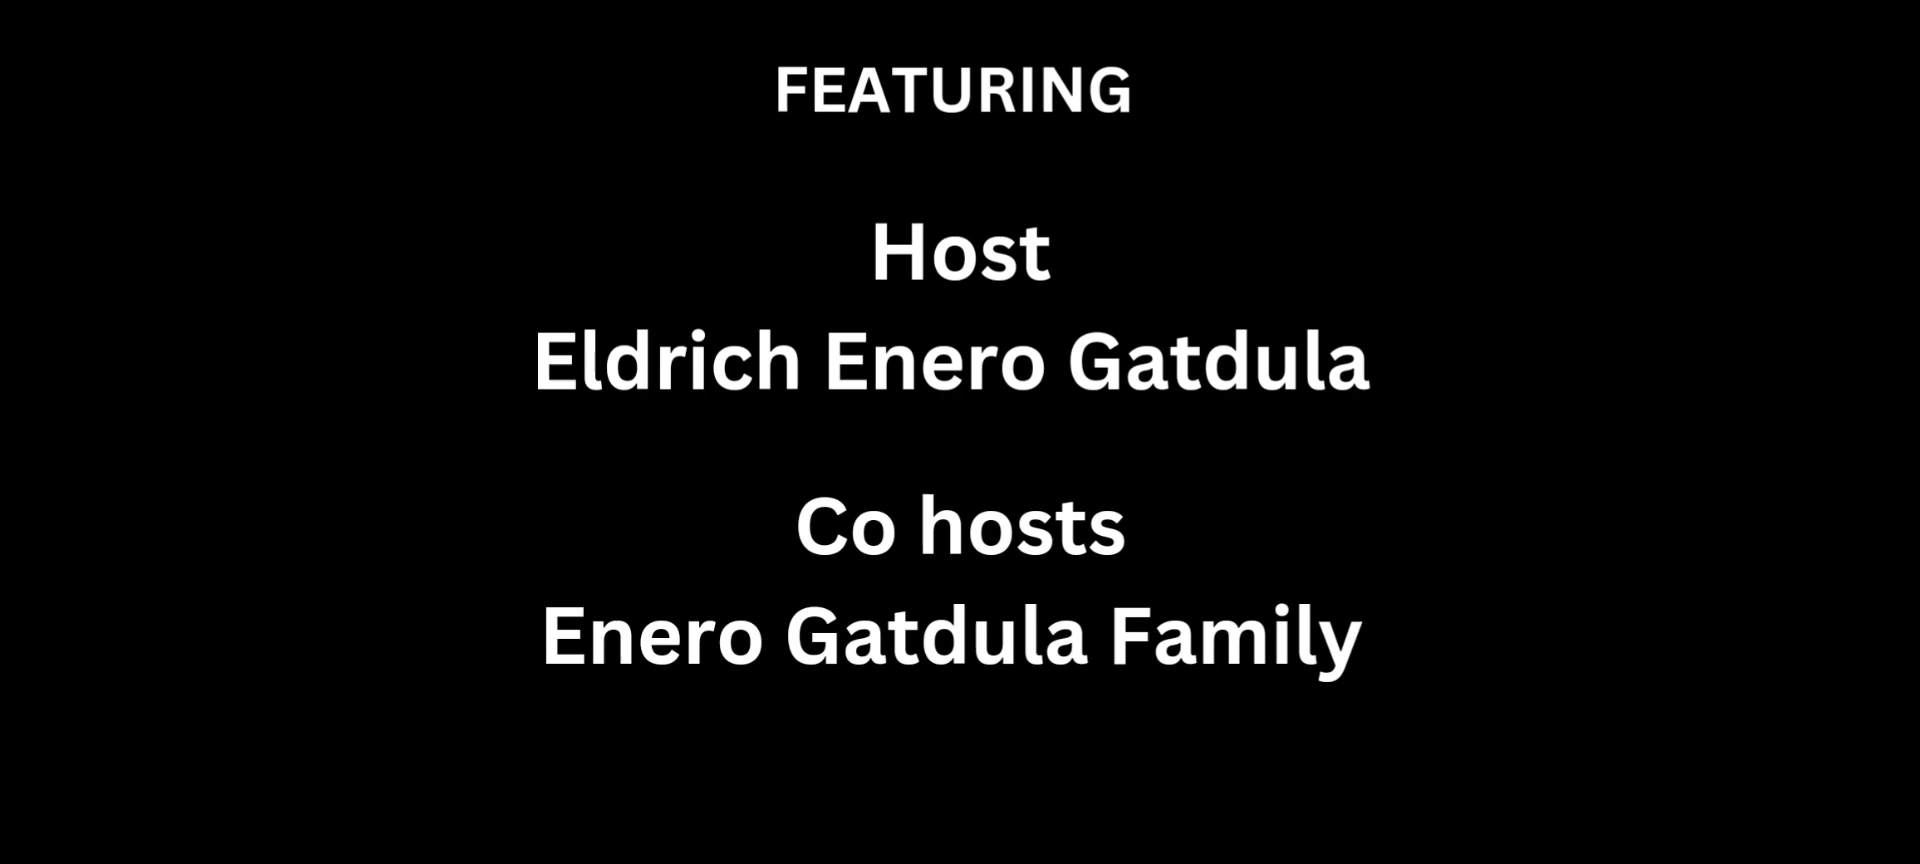 FEATURING
Host
Eldrich Enero Gatdula
Co hosts
Enero Gatdula Family